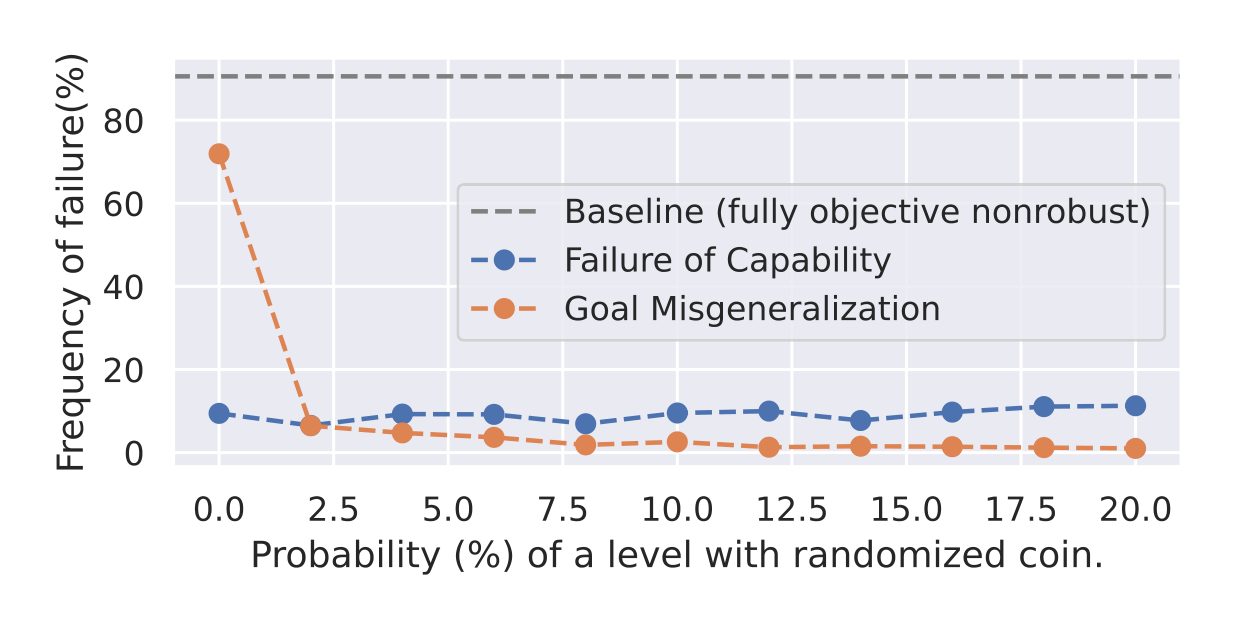 Frequency of failure(%)
80
60
40
20
0
Baseline (fully objective nonrobust)
Failure of Capability
Goal Misgeneralization
0.0 2.5 5.0 7.5 10.0 12.5 15.0 17.5 20.0
Probability (%) of a level with randomized coin.